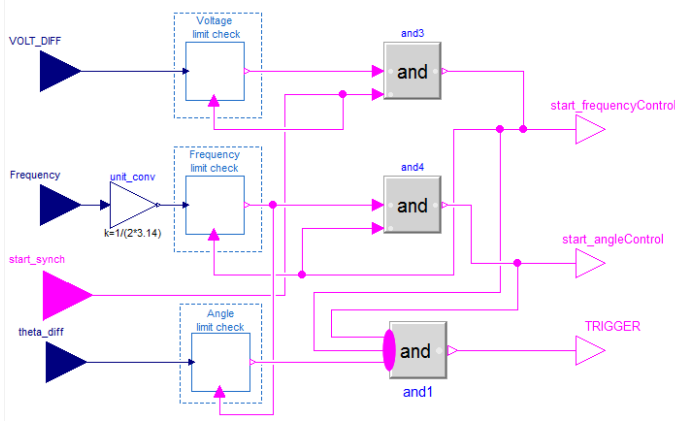 Voltage
limit check
VOLT_DIFF
and3
and
start_frequencyControl
Frequency
limit check
and4
Frequency
unit_conv
and
k=1/(2*3.14)
start_angleControl
start_synch
Angle
limit check
theta_diff
TRIGGER
and
and1